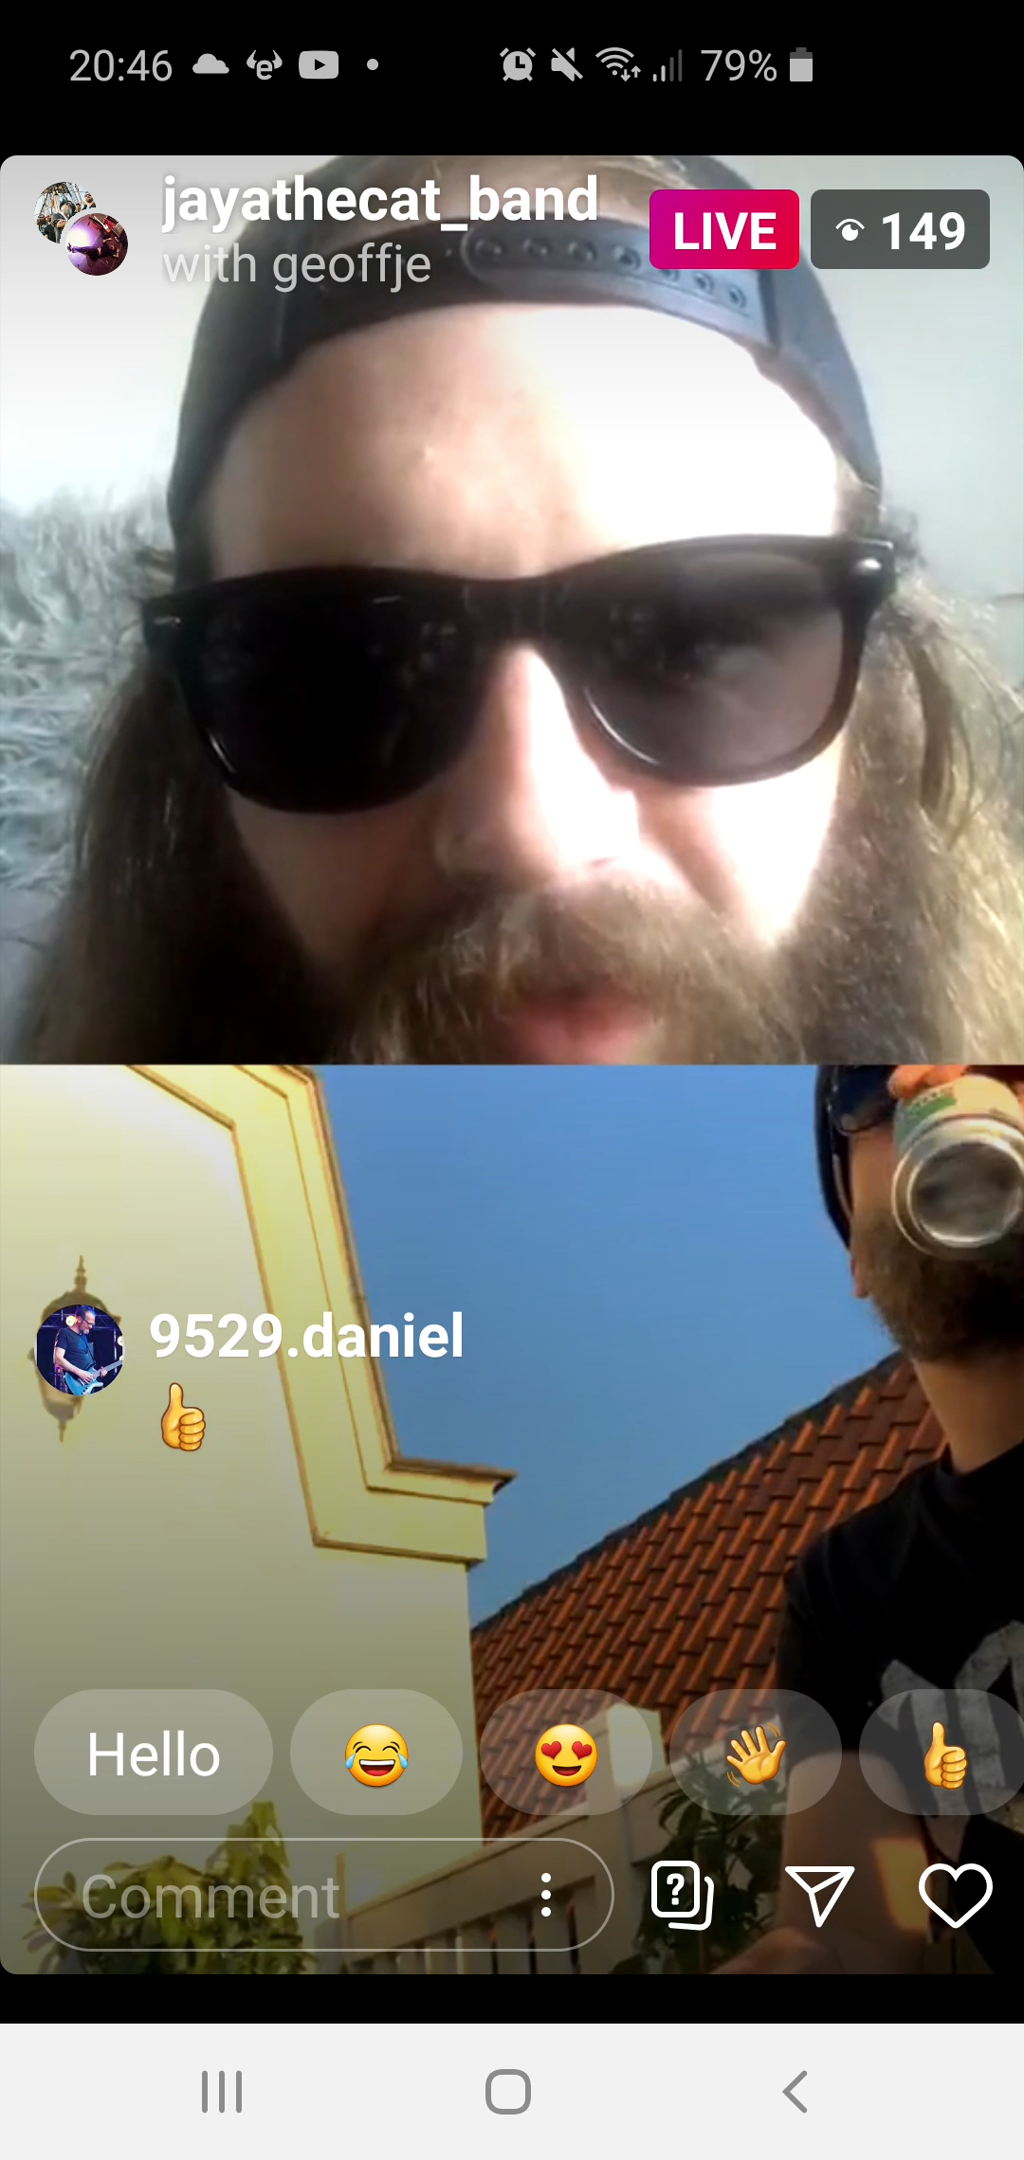 20:46
79%
jayathecat_band
with geoffje
LIVE
149
9529.daniel
Hello
Comment